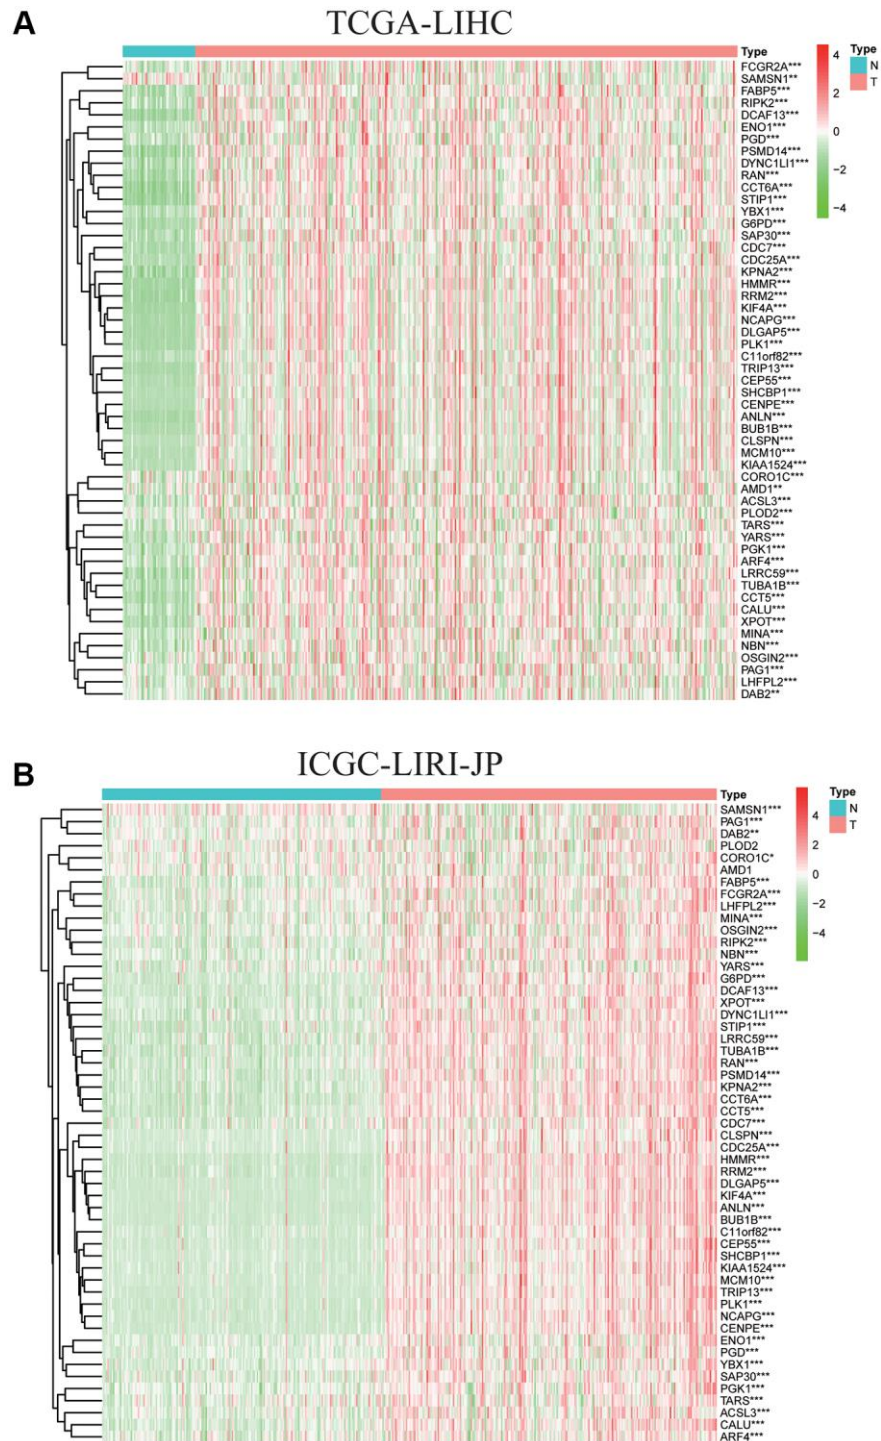 A
TCGA-LIHC
Type
FCGR2A***
SAMSN1**
FABP5***
RIPK2***
DCAF13***
ENO1***
PGD***
PSMD14***
DYNC1LI1***
RAN***
CCT6A***
STIP1***
YBX1***
G6PD***
SAP30***
CDC7***
CDC25A***
KPNA2***
HMMR***
RRM2***
KIF4A***
NCAPG***
DLGAP5***
PLK1***
C11orf82***
TRIP13***
CEP55***
SHCBP1***
CENPE***
ANLN***
BUB1B***
CLSPN***
MCM10***
KIAA1524***
CORO1C***
AMD1**
ACSL3***
PLOD2***
TARS***
YARS***
PGK1***
ARF4***
LRRC59***
TUBA1B***
CCT5***
CALU***
XPOT***
MINA***
NBN***
OSGIN2***
PAG1***
LHFPL2***
DAB2**
4
2
0
−2
−4
Type
N
T
B
ICGC-LIRI-JP
Type
SAMSN1***
PAG1***
DAB2**
PLOD2
CORO1C*
AMD1
FABP5***
FCGR2A***
LHFPL2***
MINA***
OSGIN2***
RIPK2***
NBN***
YARS***
G6PD***
DCAF13***
XPOT***
DYNC1LI1***
STIP1***
LRRC59***
TUBA1B***
RAN***
PSMD14***
KPNA2***
CCT6A***
CCT5***
CDC7***
CLSPN***
CDC25A***
HMMR***
RRM2***
DLGAP5***
KIF4A***
ANLN***
BUB1B***
C11orf82***
CEP55***
SHCBP1***
KIAA1524***
MCM10***
TRIP13***
PLK1***
NCAPG***
CENPE***
ENO1***
PGD***
YBX1***
SAP30***
PGK1***
TARS***
ACSL3***
CALU***
ARF4***
4
2
0
−2
−4
Type
N
T